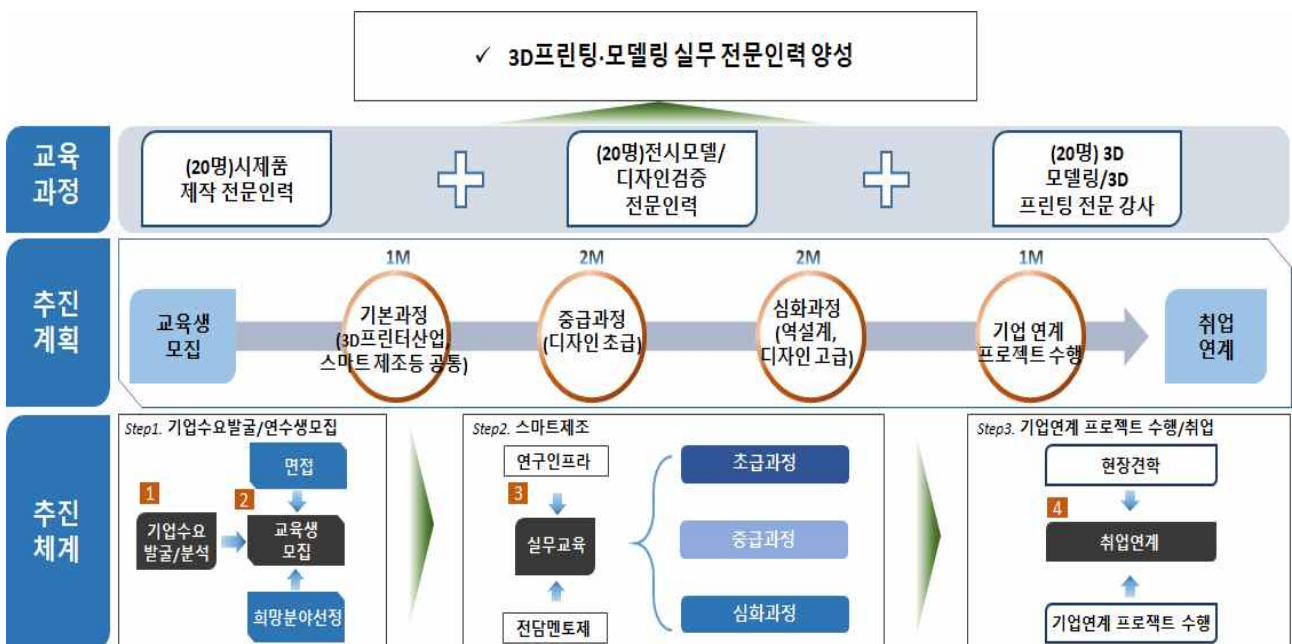 ✓ 3D프린팅·모델링 실무 전문인력 양성
교육
과정
(20명)시제품
제작 전문인력
(20명)전시모델/
디자인검증
전문인력
(20명) 3D
모델링/3D
프린팅 전문 강사
추진
계획
교육생
모집
1M
기본과정
(3D프린터산업,
스마트 제조등 공통)
2M
중급과정
(디자인 초급)
2M
심화과정
(역설계,
디자인 고급)
1M
기업 연계
프로젝트 수행
취업
연계
추진
체계
Step1. 기업수요발굴/연수생모집
면접
1
2
기업수요
발굴/분석
교육생
모집
희망분야선정
Step2. 스마트제조
연구인프라
3
실무교육
전담멘토제
초급과정
중급과정
심화과정
Step3. 기업연계 프로젝트 수행/취업
현장견학
4
취업연계
기업연계 프로젝트 수행